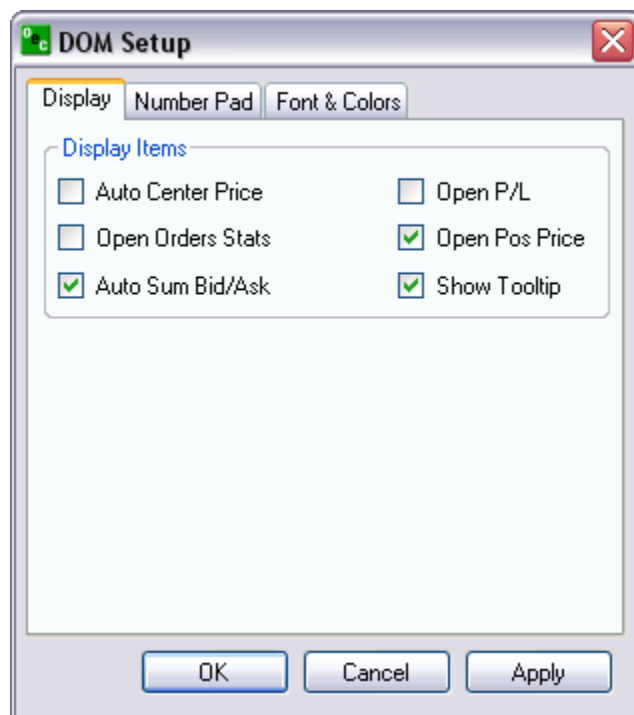 Oec DOM Setup
Display Number Pad Font & Colors
Display Items
Auto Center Price Open P/L
Open Orders Stats Open Pos Price
Auto Sum Bid/Ask Show Tooltip
OK Cancel Apply